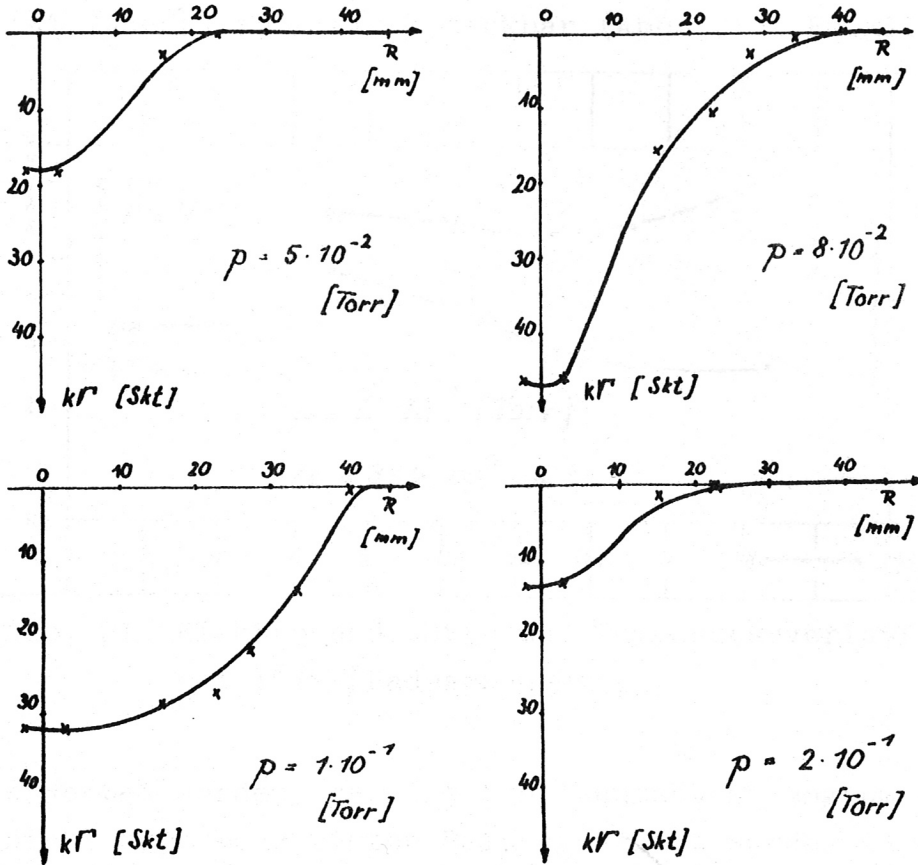 0 10 20 30 40
R
[mm]
10
20
30
40
p = 5·10⁻²
[Torr]
kΓ [Skt]
0 10 20 30 40
R
[mm]
10
20
30
40
p = 8·10⁻²
[Torr]
kΓ [Skt]
0 10 20 30 40
R
[mm]
10
20
30
40
p = 1·10⁻¹
[Torr]
kΓ [Skt]
0 10 20 30 40
R
[mm]
10
20
30
40
p = 2·10⁻¹
[Torr]
kΓ [Skt]